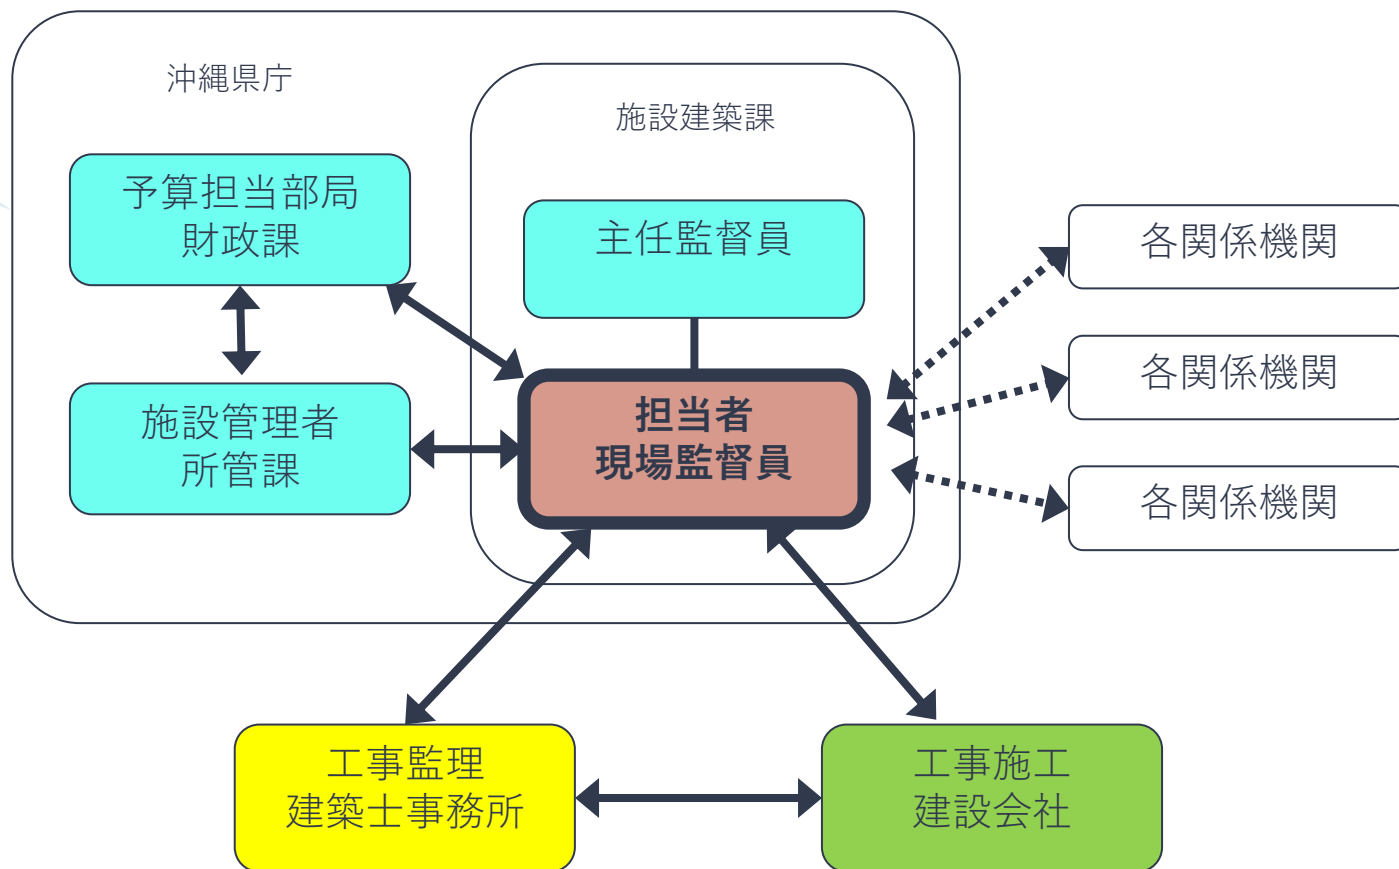 沖縄県庁
施設建築課
予算担当部局
財政課
主任監督員
各関係機関
各関係機関
施設管理者
所管課
担当者
現場監督員
各関係機関
工事監理
建築士事務所
工事施工
建設会社